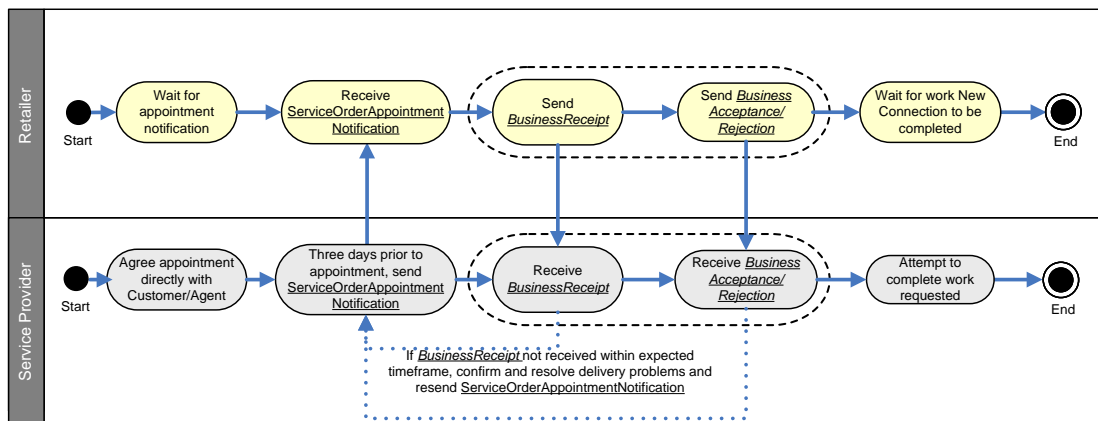 Retailer
Start
Wait for
appointment
notification
Receive
ServiceOrderAppointment
Notification
Send
BusinessReceipt
Send Business
Acceptance/
Rejection
Wait for work New
Connection to be
completed
End
Service Provider
Start
Agree appointment
directly with
Customer/Agent
Three days prior to
appointment, send
ServiceOrderAppointment
Notification
Receive
BusinessReceipt
Receive Business
Acceptance/
Rejection
Attempt to
complete work
requested
End
If BusinessReceipt not received within expected
timeframe, confirm and resolve delivery problems and
resend ServiceOrderAppointmentNotification